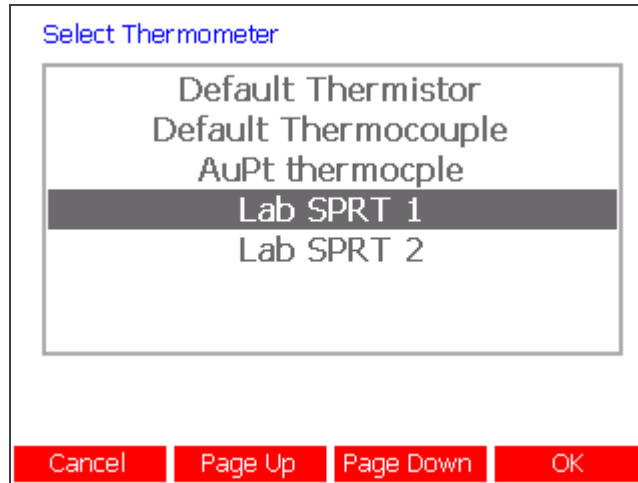 Select Thermometer
Default Thermistor
Default Thermocouple
AuPt thermocple
Lab SPRT 1
Lab SPRT 2
Cancel Page Up Page Down OK